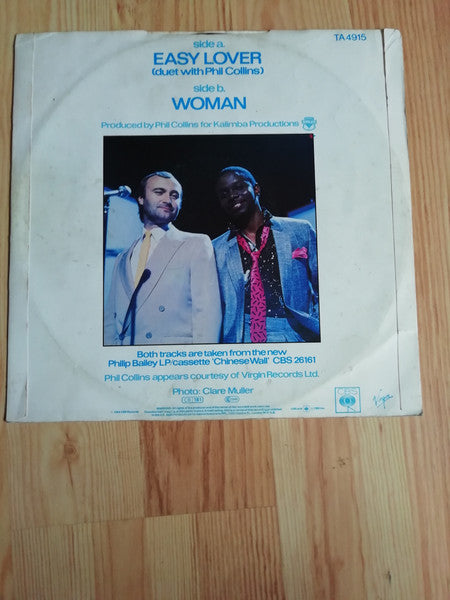 side a.
TA 4915
EASY LOVER
(duet with Phil Collins)
side b.
WOMAN
Produced by Phil Collins for Kalimba Productions
Both tracks are taken from the new
Philip Bailey LP/cassette 'Chinese Wall' CBS 26161
Phil Collins appears courtesy of Virgin Records Ltd.
Photo: Clare Muller
CBS
Virgin